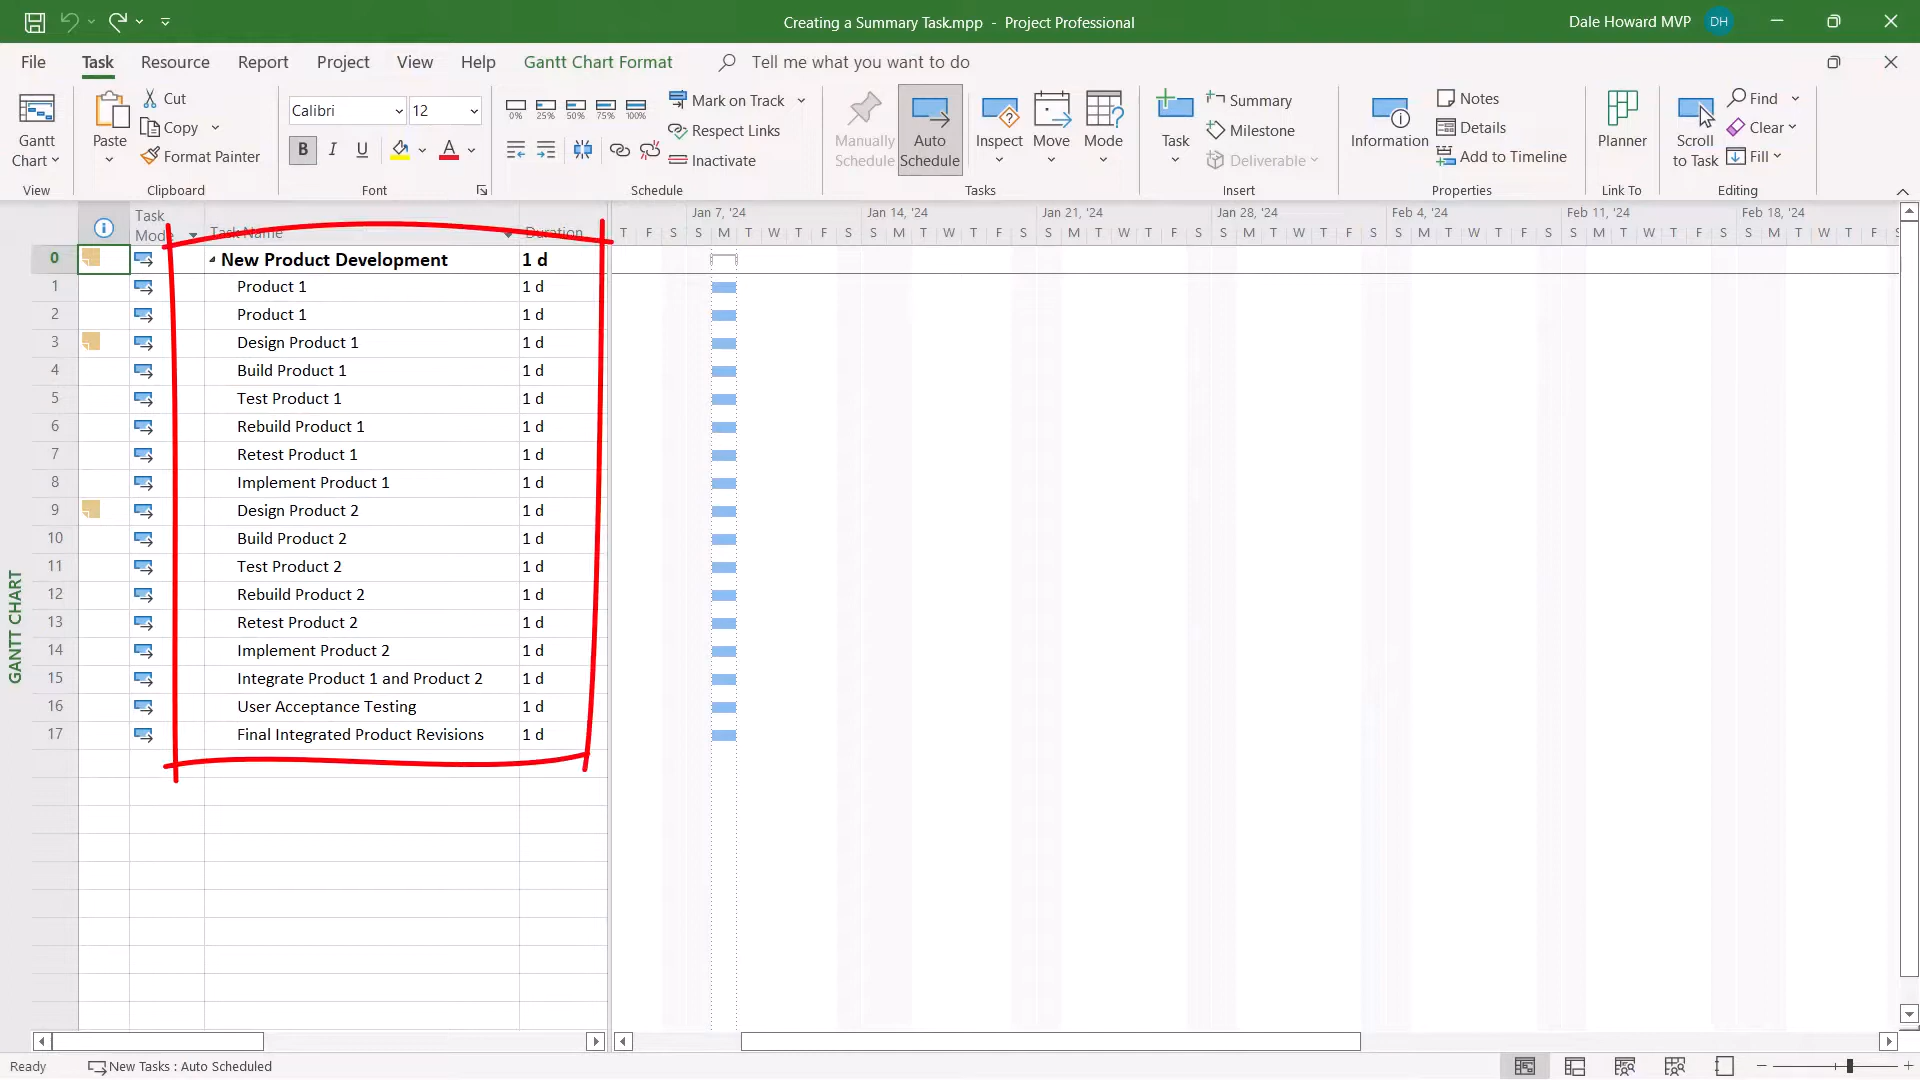 Creating a Summary Task.mpp - Project Professional
Dale Howard MVP DH
File Task Resource Report Project View Help Gantt Chart Format Tell me what you want to do
Gantt Chart
View
Paste
Cut
Copy
Format Painter
Clipboard
Calibri 12
B I U A
Font
0% 25% 50% 75% 100%
Mark on Track
Respect Links
Inactivate
Schedule
Manually Schedule
Auto Schedule
Inspect
Move
Mode
Tasks
Task
Summary
Milestone
Deliverable
Insert
Information
Notes
Details
Add to Timeline
Properties
Planner
Link To
Scroll to Task
Find
Clear
Fill
Editing
Task Mode Task Name Duration
Jan 7, '24 Jan 14, '24 Jan 21, '24 Jan 28, '24 Feb 4, '24 Feb 11, '24 Feb 18, '24
T F S S M T W T F S S M T W T F S S M T W T F S S M T W T F S S M T W T F S S M T W T F S S M T W T F S
0 New Product Development 1 d
1 Product 1 1 d
2 Product 1 1 d
3 Design Product 1 1 d
4 Build Product 1 1 d
5 Test Product 1 1 d
6 Rebuild Product 1 1 d
7 Retest Product 1 1 d
8 Implement Product 1 1 d
9 Design Product 2 1 d
10 Build Product 2 1 d
11 Test Product 2 1 d
12 Rebuild Product 2 1 d
13 Retest Product 2 1 d
14 Implement Product 2 1 d
15 Integrate Product 1 and Product 2 1 d
16 User Acceptance Testing 1 d
17 Final Integrated Product Revisions 1 d
GANTT CHART
Ready New Tasks : Auto Scheduled